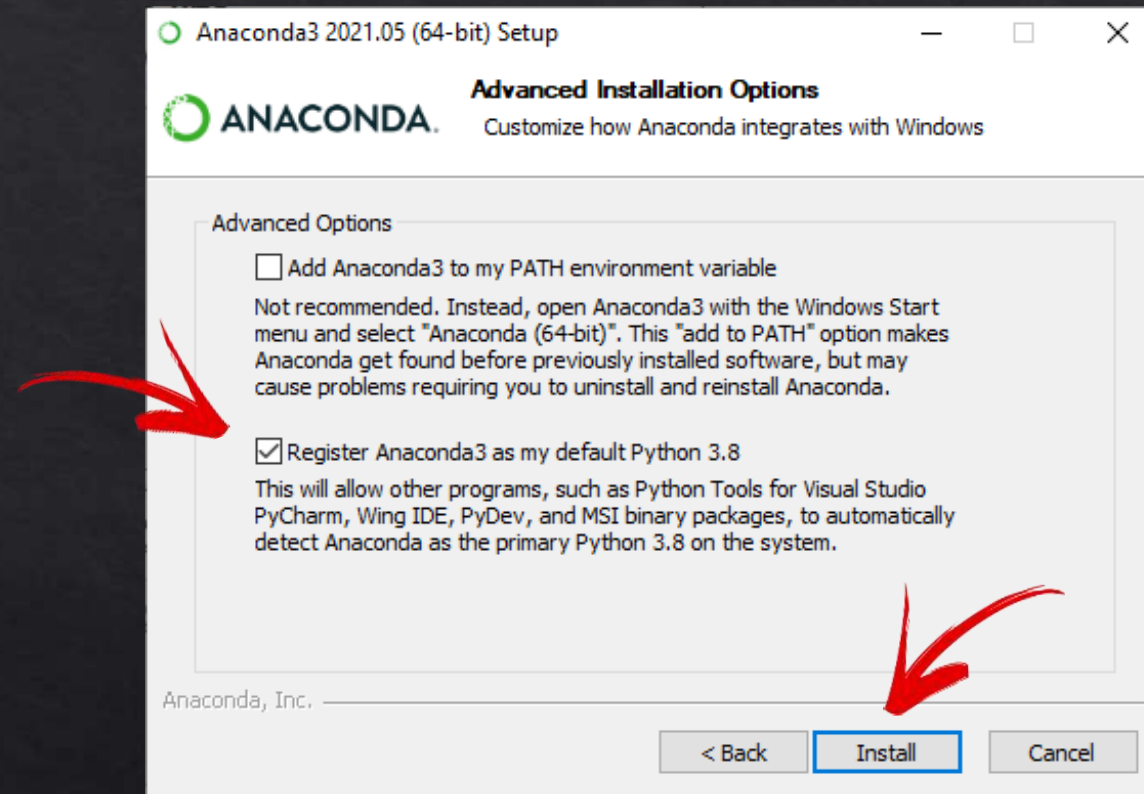 Anaconda3 2021.05 (64-bit) Setup
ANACONDA.
Advanced Installation Options
Customize how Anaconda integrates with Windows
Advanced Options
Add Anaconda3 to my PATH environment variable
Not recommended. Instead, open Anaconda3 with the Windows Start
menu and select "Anaconda (64-bit)". This "add to PATH" option makes
Anaconda get found before previously installed software, but may
cause problems requiring you to uninstall and reinstall Anaconda.
Register Anaconda3 as my default Python 3.8
This will allow other programs, such as Python Tools for Visual Studio
PyCharm, Wing IDE, PyDev, and MSI binary packages, to automatically
detect Anaconda as the primary Python 3.8 on the system.
Anaconda, Inc.
< Back Install Cancel